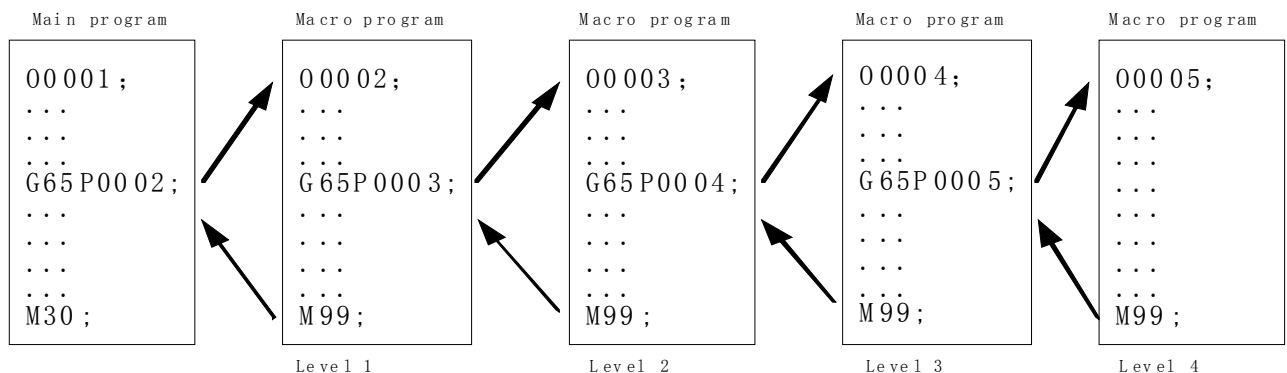 Main program
O0001;
...
...
...
G65P0002;
...
...
...
...
M30;
Macro program
O0002;
...
...
...
G65P0003;
...
...
...
...
M99;
Level 1
Macro program
O0003;
...
...
...
G65P0004;
...
...
...
...
M99;
Level 2
Macro program
O0004;
...
...
...
G65P0005;
...
...
...
...
M99;
Level 3
Macro program
O0005;
...
...
...
...
...
...
...
...
M99;
Level 4